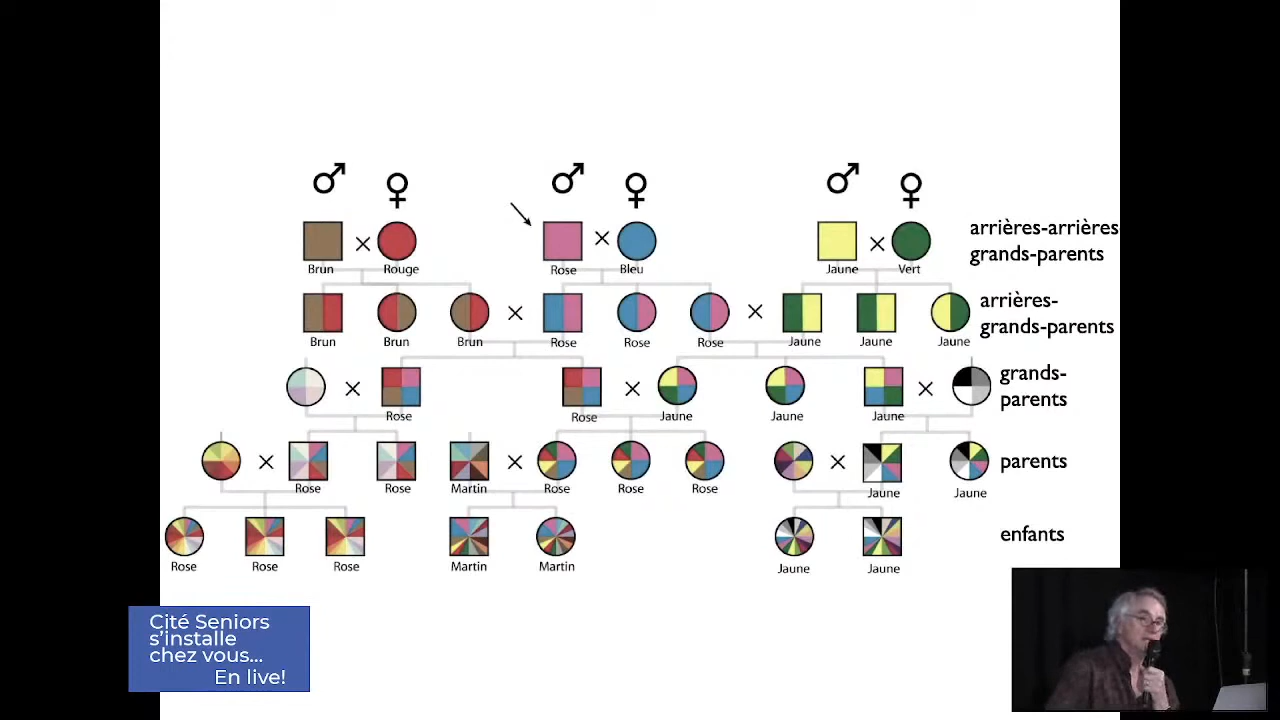 ♂ ♀ ♂ ♀ ♂ ♀
× × ×
Brun Rouge Rose Bleu Jaune Vert
arrières-arrières
grands-parents
× ×
Brun Brun Brun Rose Rose Rose Jaune Jaune Jaune
arrières-
grands-parents
× × ×
Rose Rose Jaune Jaune Jaune
grands-
parents
× × ×
Rose Rose Martin Rose Rose Rose Jaune Jaune
parents
Rose Rose Rose Martin Martin Jaune Jaune
enfants
Cité Seniors
s'installe
chez vous...
En live!